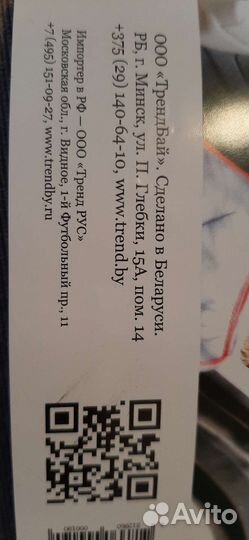 ООО «ТрендБай». Сделано в Беларуси.
РБ, г. Минск, ул. П. Глебки, 15А, пом. 14
+375 (29) 140-64-10, www.trend.by
Импортер в РФ — ООО «Тренд РУС»
Московская обл., г. Видное, 1-й Футбольный пр., 11
+7 (495) 151-09-27, www.trendby.ru
Avito